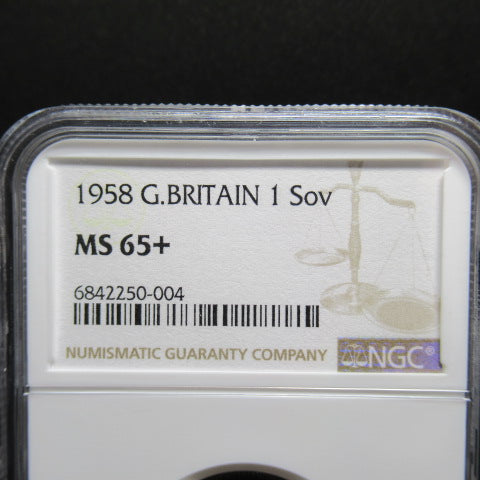 1958 G.BRITAIN 1 Sov
MS 65+
6842250-004
NUMISMATIC GUARANTY COMPANY NGC®